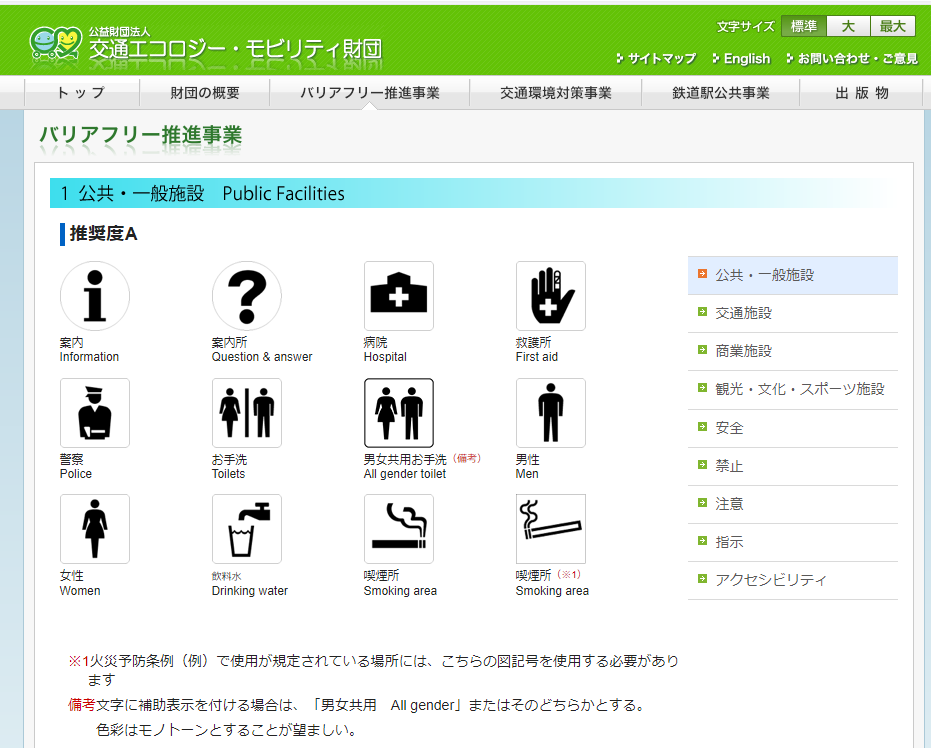 公益財団法人
交通エコロジー・モビリティ財団
文字サイズ 標準 大 最大
サイトマップ English お問い合わせ・ご意見
トップ 財団の概要 バリアフリー推進事業 交通環境対策事業 鉄道駅公共事業 出版物
バリアフリー推進事業
1 公共・一般施設 Public Facilities
推奨度A
案内
Information
案内所
Question & answer
病院
Hospital
救護所
First aid
警察
Police
お手洗
Toilets
男女共用お手洗（備考）
All gender toilet
男性
Men
女性
Women
飲料水
Drinking water
喫煙所
Smoking area
喫煙所（※1）
Smoking area
公共・一般施設
交通施設
商業施設
観光・文化・スポーツ施設
安全
禁止
注意
指示
アクセシビリティ
※1火災予防条例（例）で使用が規定されている場所には、こちらの図記号を使用する必要があり
ます
備考文字に補助表示を付ける場合は、「男女共用 All gender」またはそのどちらかとする。
色彩はモノトーンとすることが望ましい。